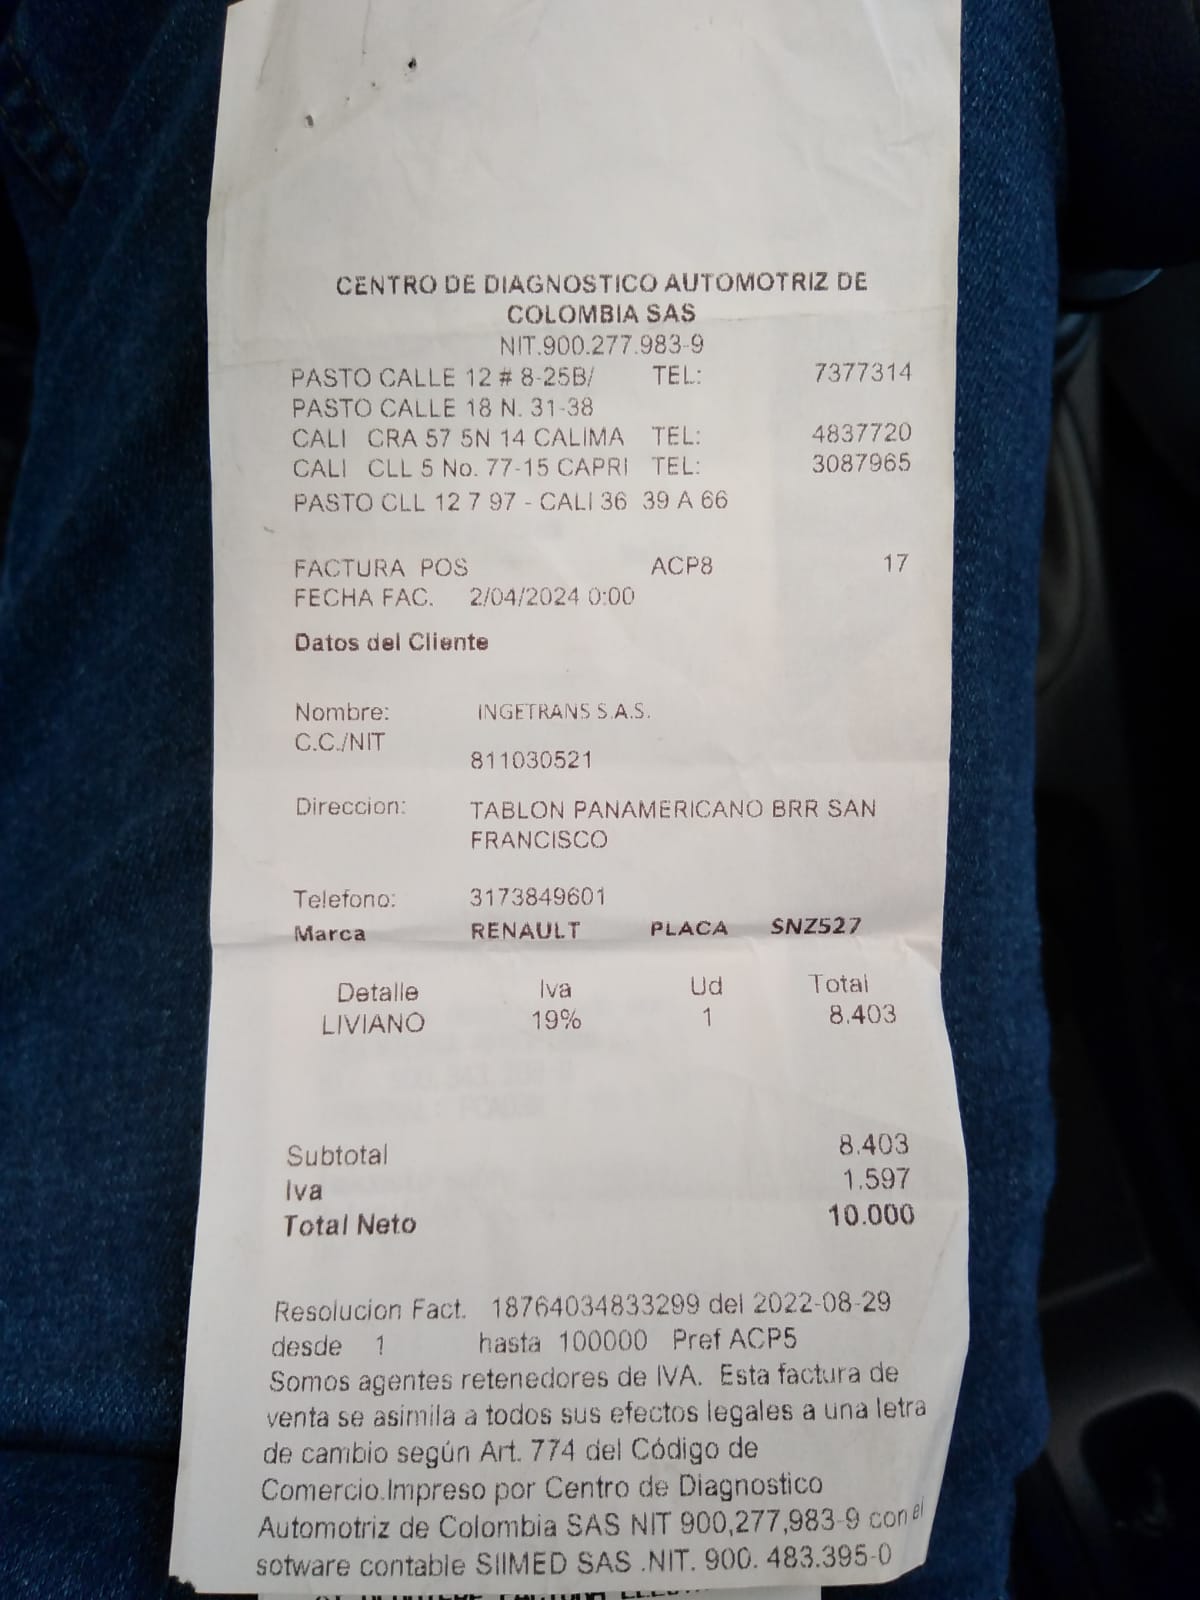 CENTRO DE DIAGNOSTICO AUTOMOTRIZ DE
COLOMBIA SAS
NIT.900.277.983-9
PASTO CALLE 12 # 8-25B/ TEL: 7377314
PASTO CALLE 18 N. 31-38
CALI CRA 57 5N 14 CALIMA TEL: 4837720
CALI CLL 5 No. 77-15 CAPRI TEL: 3087965
PASTO CLL 12 7 97 - CALI 36 39 A 66
FACTURA POS ACP8 17
FECHA FAC. 2/04/2024 0:00
Datos del Cliente
Nombre: INGETRANS S.A.S.
C.C./NIT
811030521
Direccion: TABLON PANAMERICANO BRR SAN
FRANCISCO
Telefono: 3173849601
Marca RENAULT PLACA SNZ527
Detalle Iva Ud Total
LIVIANO 19% 1 8.403
Subtotal 8.403
Iva 1.597
Total Neto 10.000
Resolucion Fact. 18764034833299 del 2022-08-29
desde 1 hasta 100000 Pref ACP5
Somos agentes retenedores de IVA. Esta factura de
venta se asimila a todos sus efectos legales a una letra
de cambio según Art. 774 del Código de
Comercio.Impreso por Centro de Diagnostico
Automotriz de Colombia SAS NIT 900,277,983-9 con el
sotware contable SIIMED SAS .NIT. 900. 483.395-0